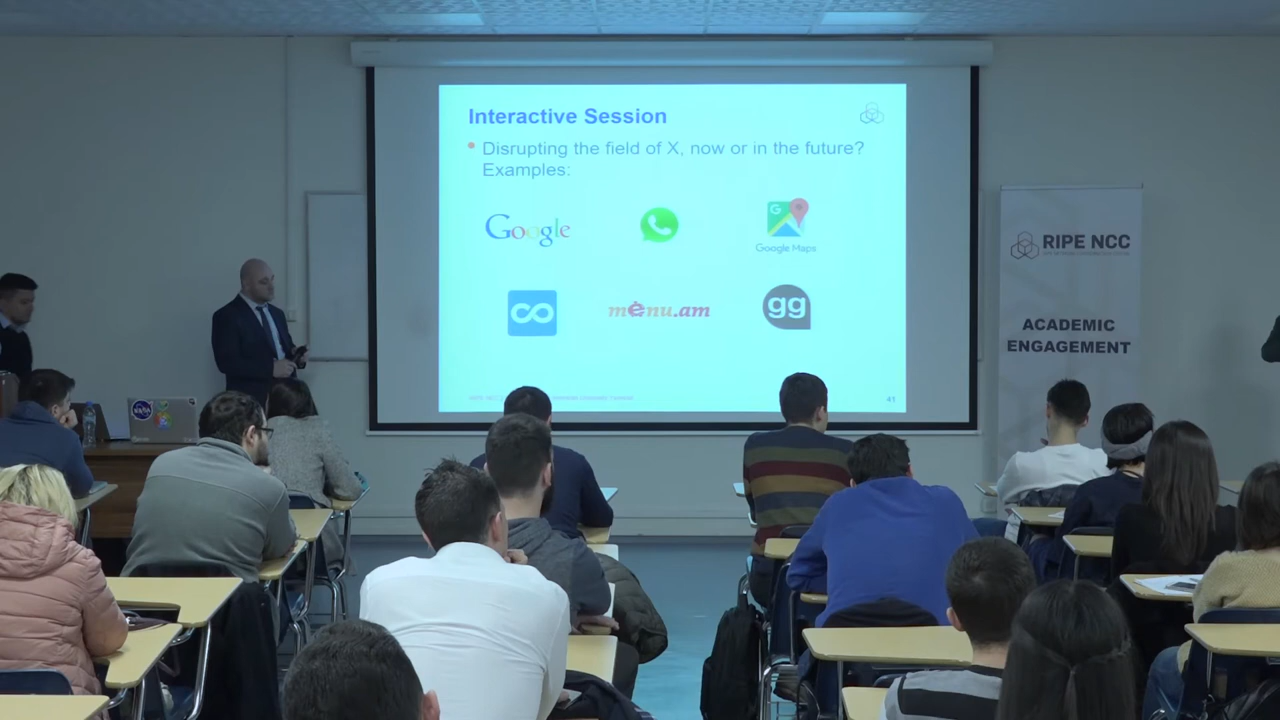 Interactive Session
Disrupting the field of X, now or in the future?
Examples:
Google
G
Google Maps
menu.am
gg
41
RIPE NCC
ACADEMIC
ENGAGEMENT
NASA